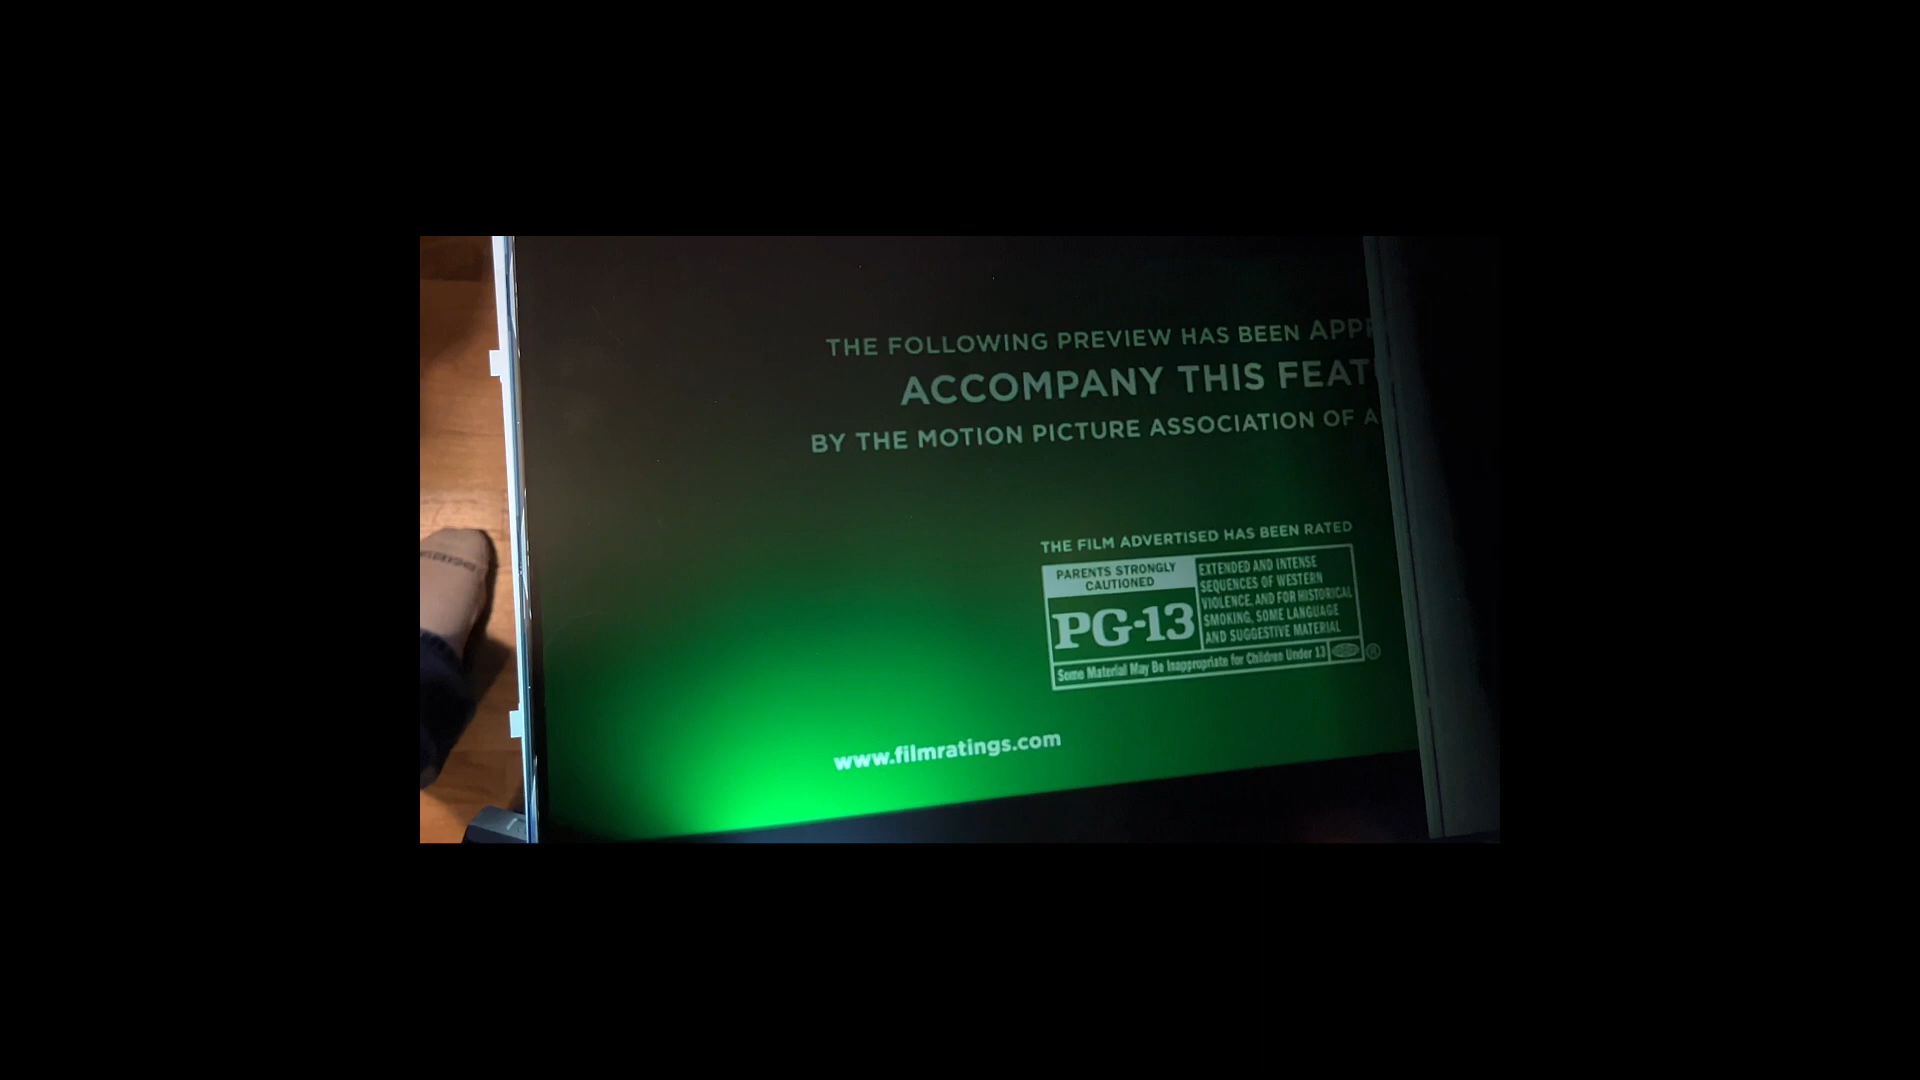 THE FOLLOWING PREVIEW HAS BEEN APP
ACCOMPANY THIS FEAT
BY THE MOTION PICTURE ASSOCIATION OF A
THE FILM ADVERTISED HAS BEEN RATED
PARENTS STRONGLY
CAUTIONED
PG-13
EXTENDED AND INTENSE
SEQUENCES OF WESTERN
VIOLENCE, AND FOR HISTORICAL
SMOKING, SOME LANGUAGE
AND SUGGESTIVE MATERIAL
Some Material May Be Inappropriate for Children Under 13
®
www.filmratings.com